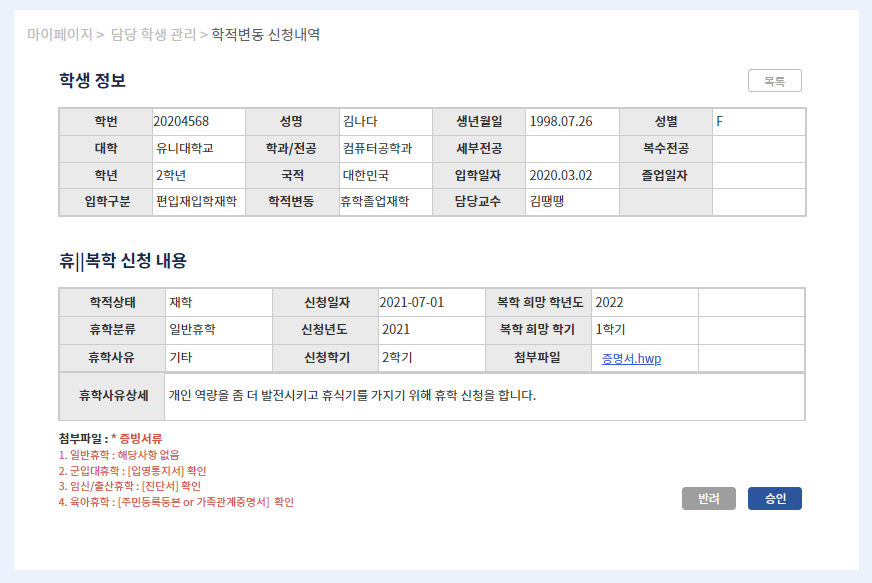 마이페이지 > 담당 학생 관리 > 학적변동 신청내역
학생 정보
목록
학번 20204568 성명 김나다 생년월일 1998.07.26 성별 F
대학 유니대학교 학과/전공 컴퓨터공학과 세부전공 복수전공
학년 2학년 국적 대한민국 입학일자 2020.03.02 졸업일자
입학구분 편입재입학재학 학적변동 휴학졸업재학 담당교수 김땡땡
휴||복학 신청 내용
학적상태 재학 신청일자 2021-07-01 복학 희망 학년도 2022
휴학분류 일반휴학 신청년도 2021 복학 희망 학기 1학기
휴학사유 기타 신청학기 2학기 첨부파일 증명서.hwp
휴학사유상세 개인 역량을 좀 더 발전시키고 휴식기를 가지기 위해 휴학 신청을 합니다.
첨부파일 : * 증빙서류
1. 일반휴학 : 해당사항 없음
2. 군입대휴학 : [입영통지서] 확인
3. 임신/출산휴학 : [진단서] 확인
4. 육아휴학 : [주민등록등본 or 가족관계증명서] 확인
반려 승인